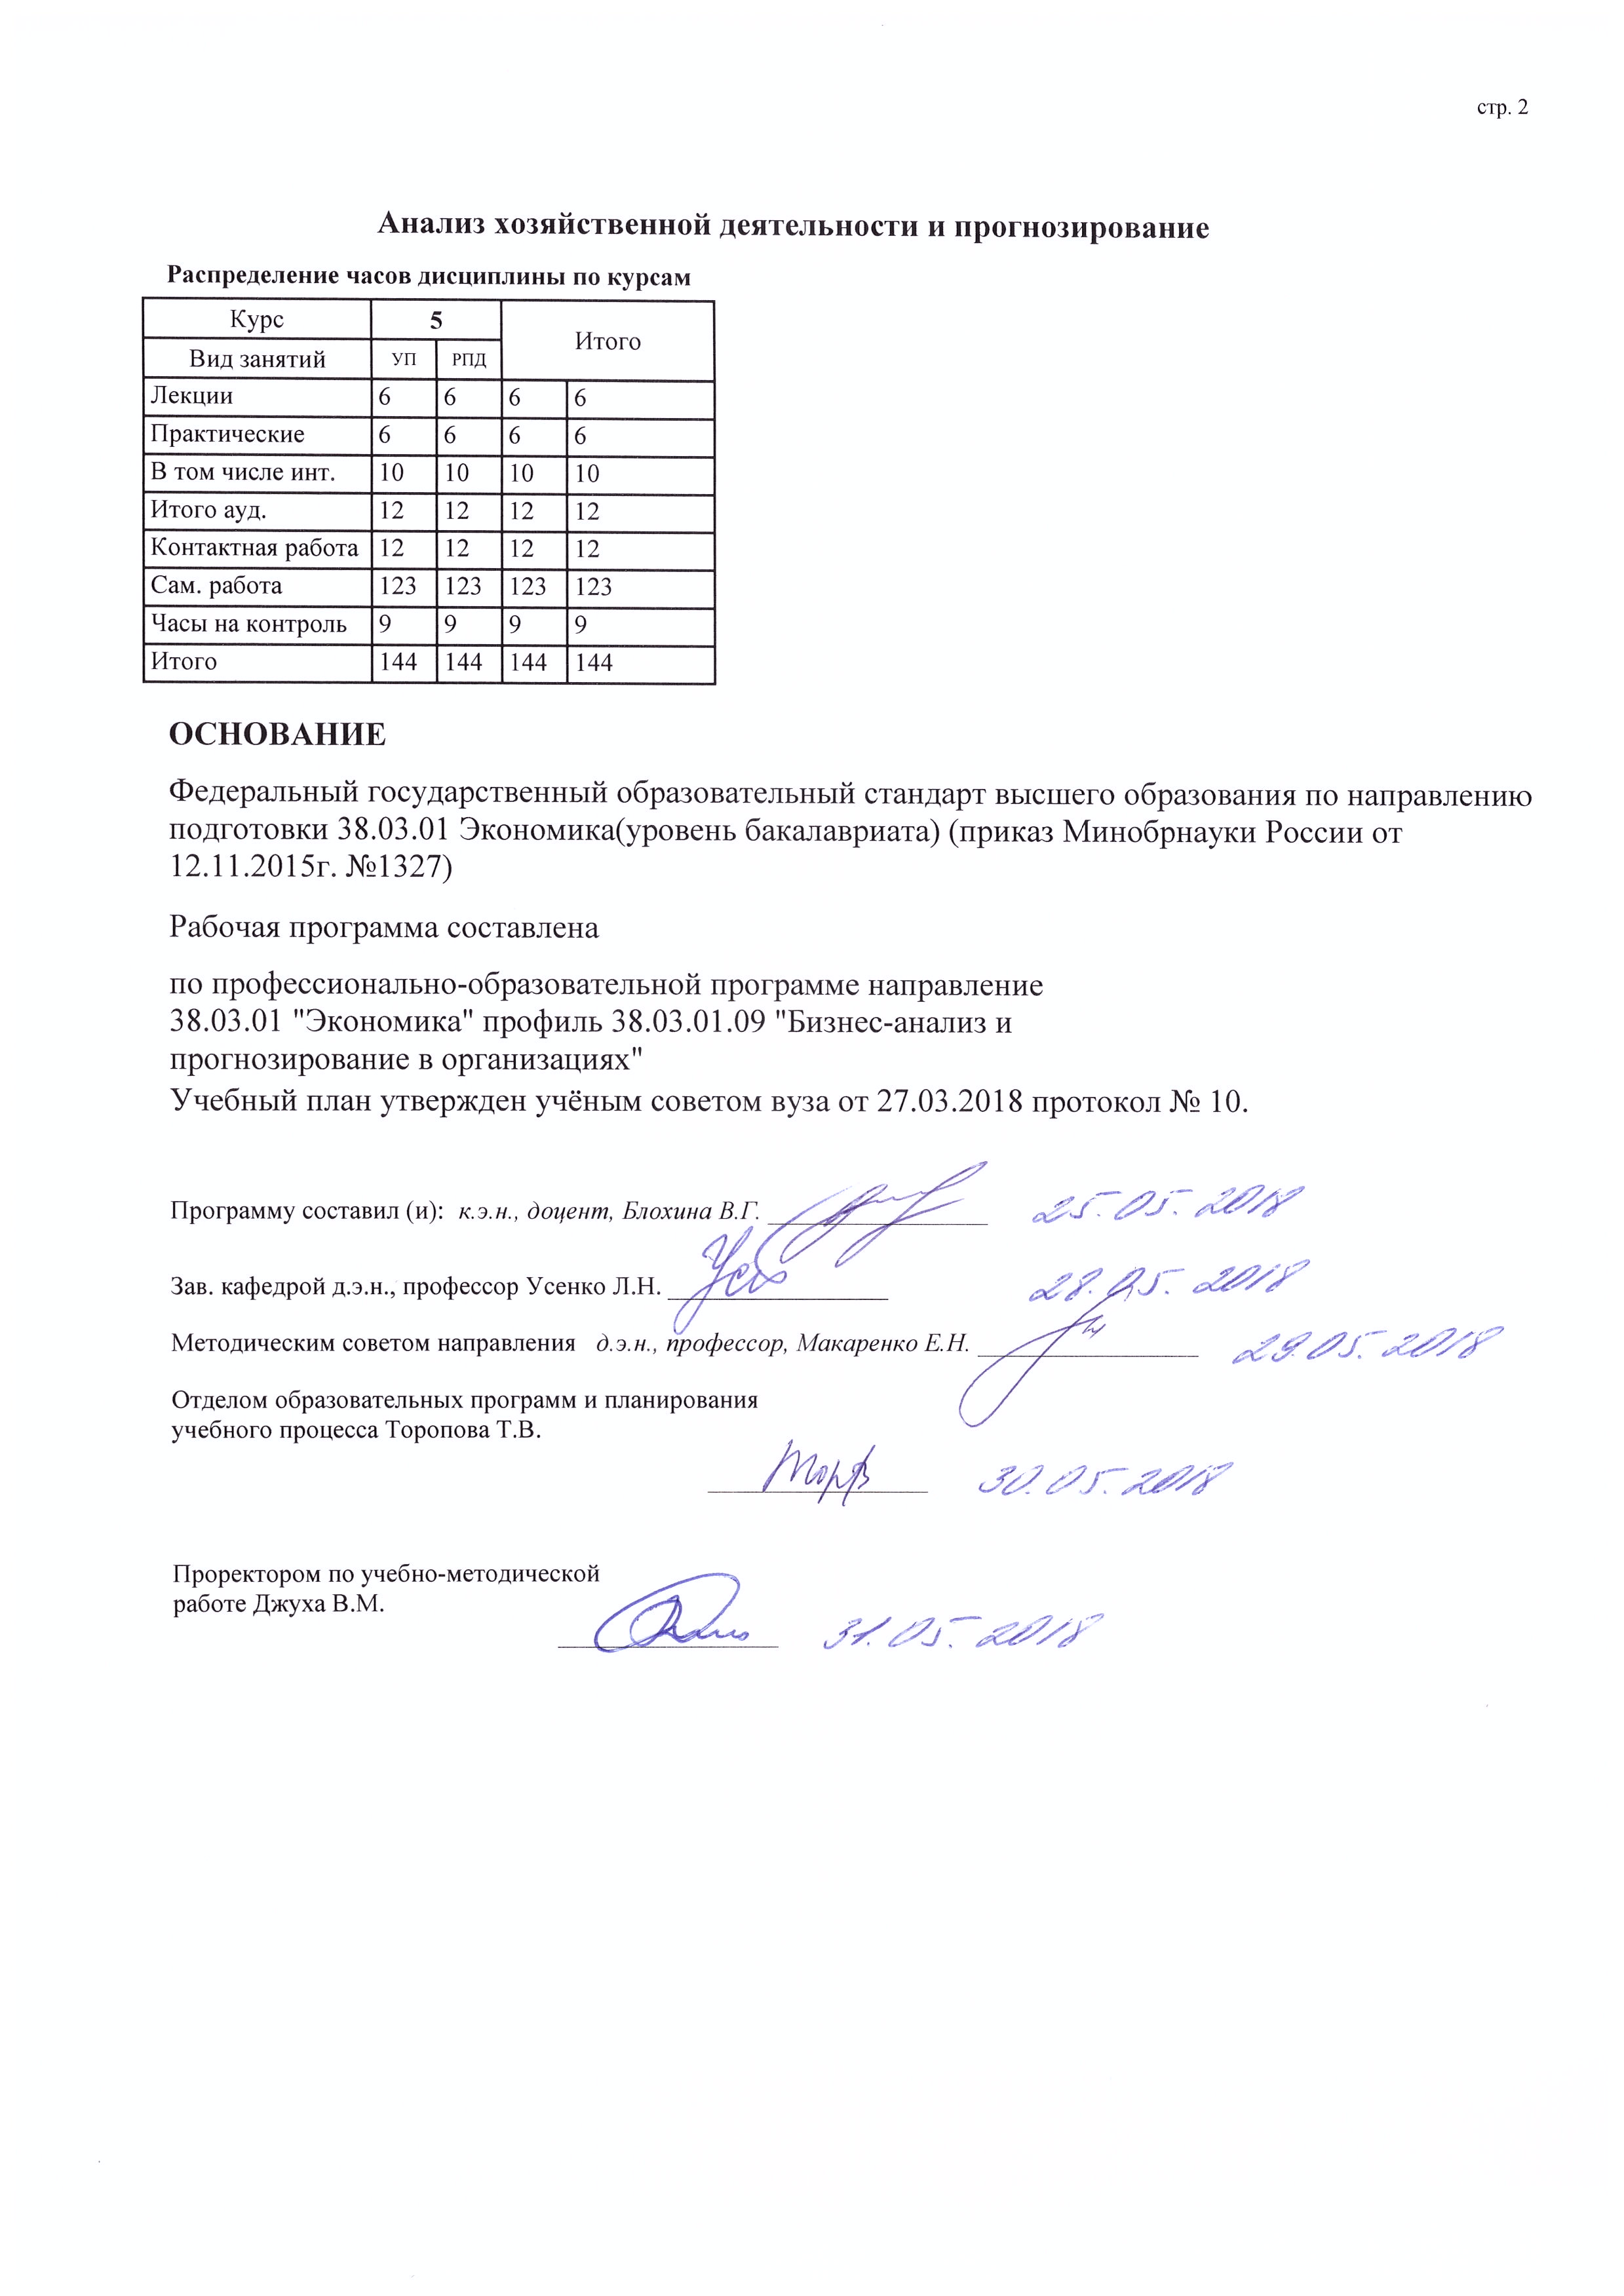 стр. 2
Анализ хозяйственной деятельности и прогнозирование
Распределение часов дисциплины по курсам
Курс 5 Итого
Вид занятий УП РПД
Лекции 6 6 6 6
Практические 6 6 6 6
В том числе инт. 10 10 10 10
Итого ауд. 12 12 12 12
Контактная работа 12 12 12 12
Сам. работа 123 123 123 123
Часы на контроль 9 9 9 9
Итого 144 144 144 144
ОСНОВАНИЕ
Федеральный государственный образовательный стандарт высшего образования по направлению
подготовки 38.03.01 Экономика(уровень бакалавриата) (приказ Минобрнауки России от
12.11.2015г. №1327)
Рабочая программа составлена
по профессионально-образовательной программе направление
38.03.01 "Экономика" профиль 38.03.01.09 "Бизнес-анализ и
прогнозирование в организациях"
Учебный план утвержден учёным советом вуза от 27.03.2018 протокол № 10.
Программу составил (и): к.э.н., доцент, Блохина В.Г. 25.05.2018
Зав. кафедрой д.э.н., профессор Усенко Л.Н. 28.05.2018
Методическим советом направления д.э.н., профессор, Макаренко Е.Н. 29.05.2018
Отделом образовательных программ и планирования
учебного процесса Торопова Т.В.
30.05.2018
Проректором по учебно-методической
работе Джуха В.М.
31.05.2018